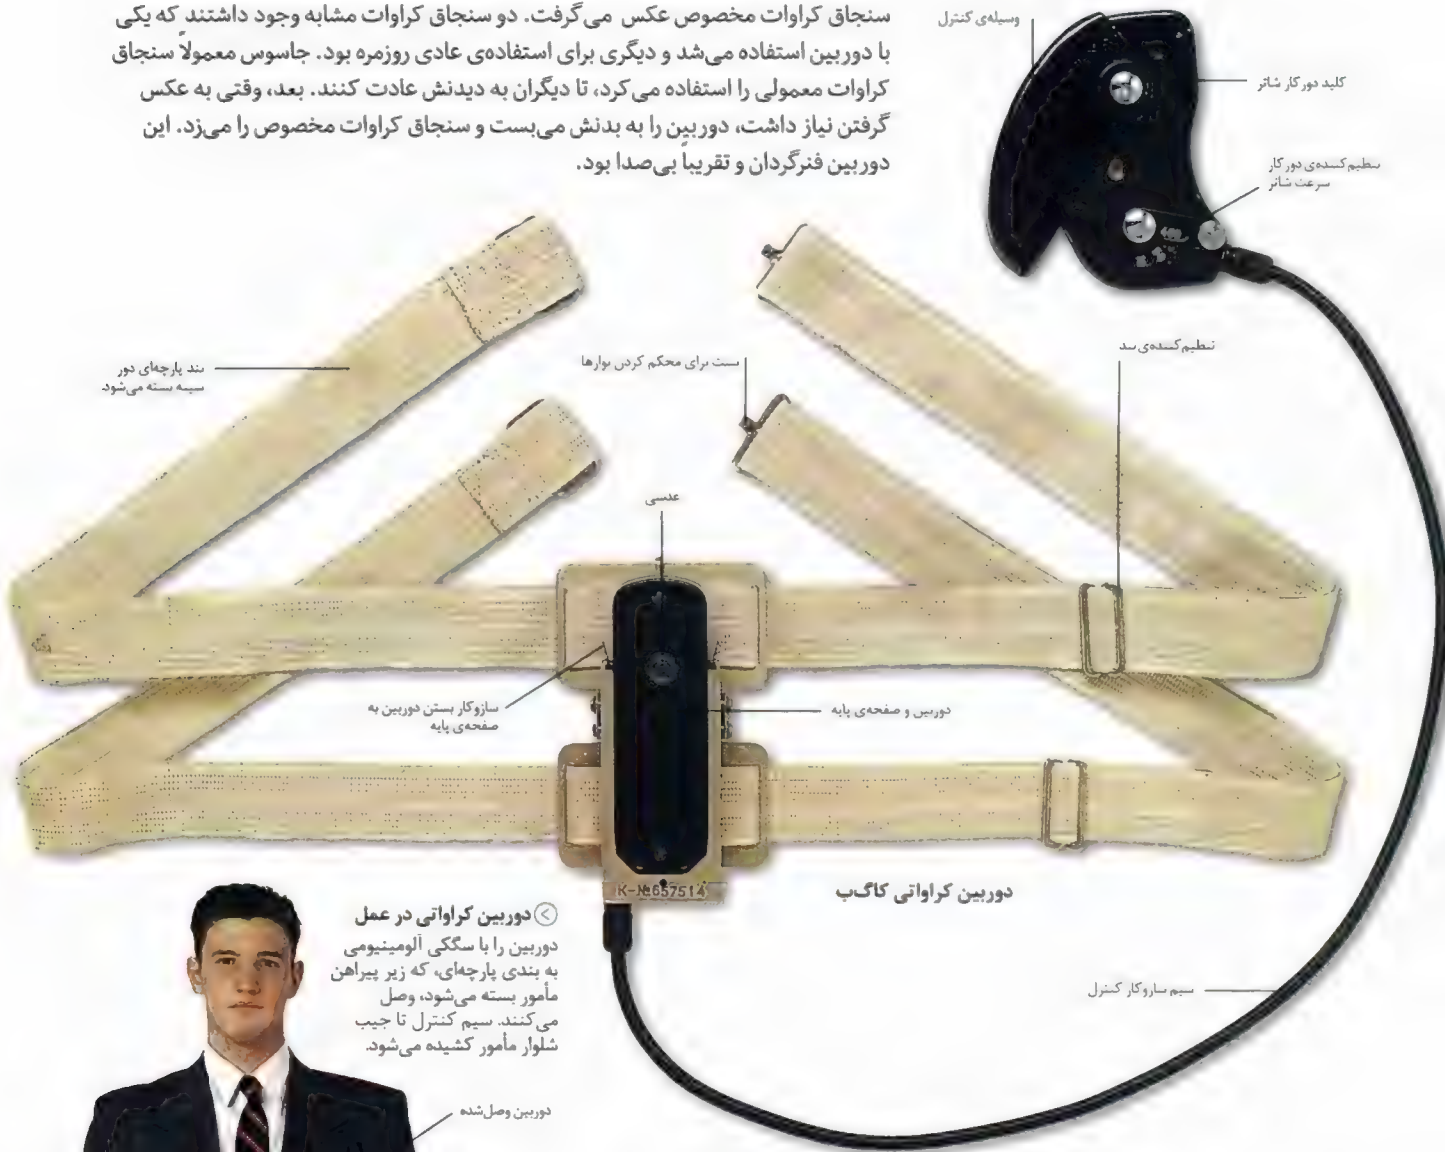 سنجاق کراوات مخصوص عکس می‌گرفت. دو سنجاق کراوات مشابه وجود داشتند که یکی
با دوربین استفاده می‌شد و دیگری برای استفاده‌ی عادی روزمره بود. جاسوس معمولاً سنجاق
کراوات معمولی را استفاده می‌کرد، تا دیگران به دیدنش عادت کنند. بعد، وقتی به عکس
گرفتن نیاز داشت، دوربین را به بدنش می‌بست و سنجاق کراوات مخصوص را می‌زد. این
دوربین فنرگردان و تقریباً بی‌صدا بود.
وسیله‌ی کنترل
کلید دورکار شاتر
تنظیم‌کننده‌ی دورکار
سرعت شاتر
تنظیم‌کننده‌ی بند
بست برای محکم کردن نوارها
بند پارچه‌ای دور
سینه بسته می‌شود.
عدسی
سازوکار بستن دوربین به
صفحه‌ی پایه
دوربین و صفحه‌ی پایه
K-№657514
دوربین کراواتی کاگ‌ب
دوربین کراواتی در عمل
دوربین را با سگکی آلومینیومی
به بندی پارچه‌ای، که زیر پیراهن
مأمور بسته می‌شود، وصل
می‌کنند. سیم کنترل تا جیب
شلوار مأمور کشیده می‌شود.
سیم سازوکار کنترل
دوربین وصل‌شده